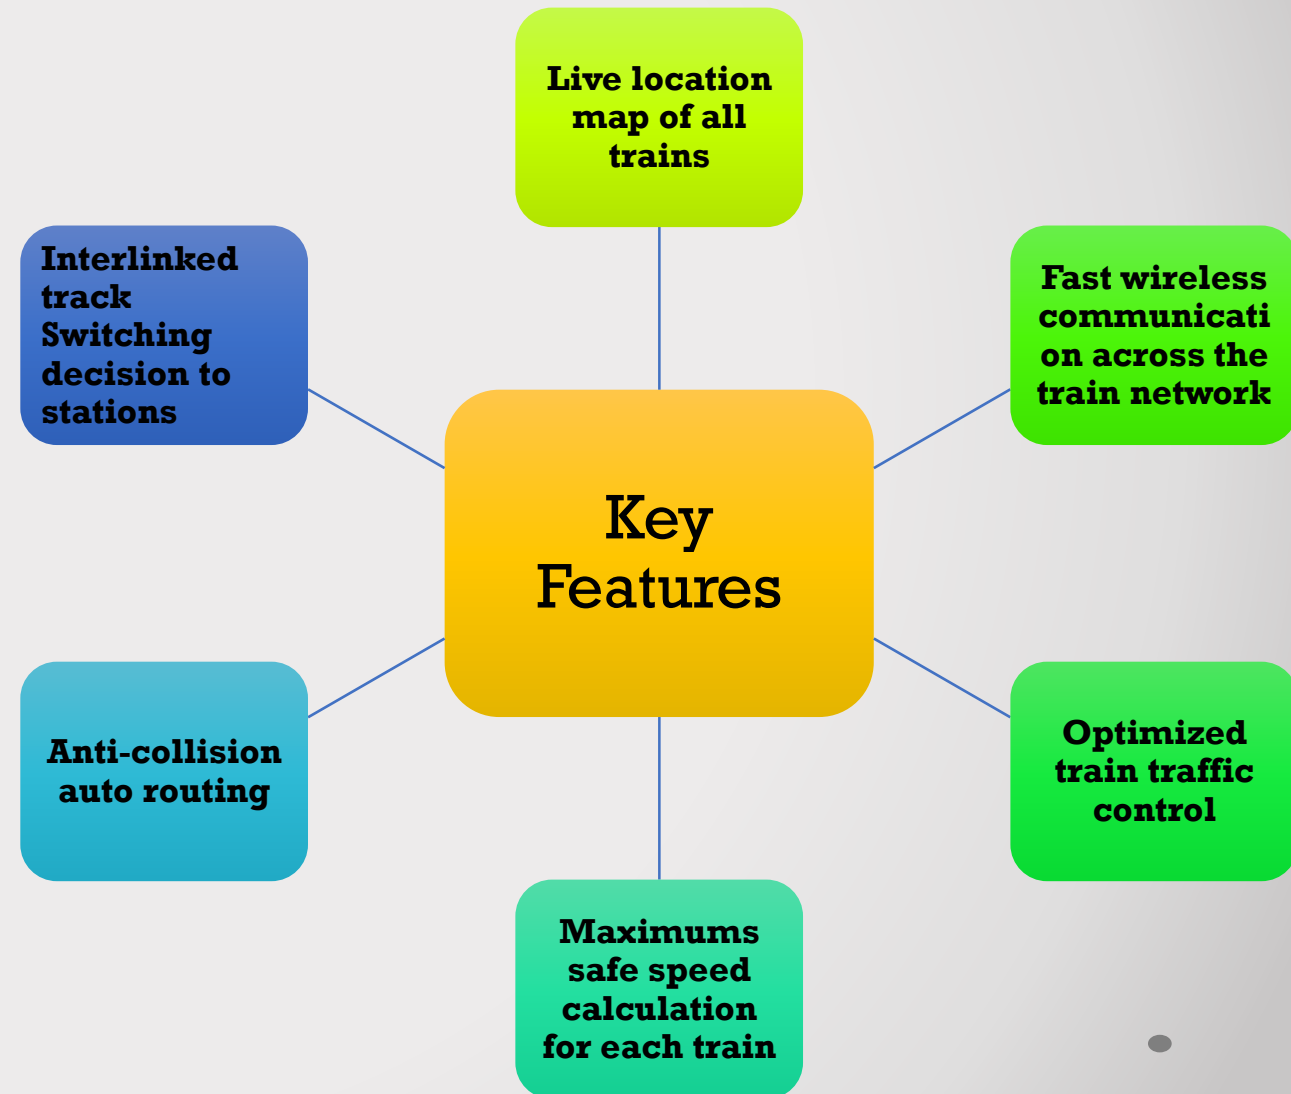 Live location
map of all
trains
Fast wireless
communicati
on across the
train network
Optimized
train traffic
control
Maximums
safe speed
calculation
for each train
Anti-collision
auto routing
Interlinked
track
Switching
decision to
stations
Key
Features